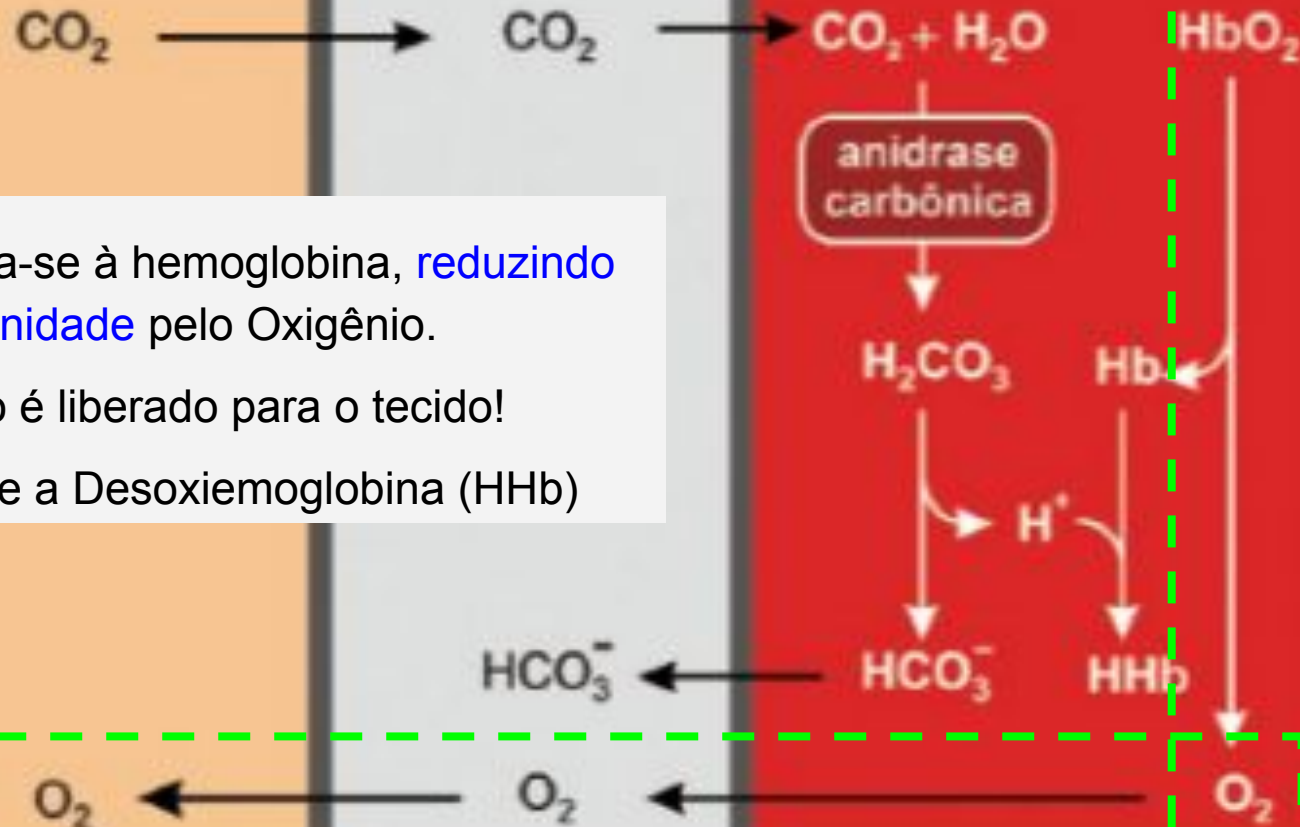 CO₂ CO₂ CO₂ + H₂O HbO₂
anidrase
carbônica
a-se à hemoglobina, reduzindo
nidade pelo Oxigênio.
H₂CO₃ Hb
o é liberado para o tecido!
e a Desoxiemoglobina (HHb)
H⁺
HCO₃⁻ HCO₃⁻ HHb
O₂ O₂ O₂